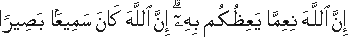 إِنَّ ٱللَّهَ نِعِمَّا يَعِظُكُم بِهِۦٓ ۗ إِنَّ ٱللَّهَ كَانَ سَمِيعًۢا بَصِيرًا